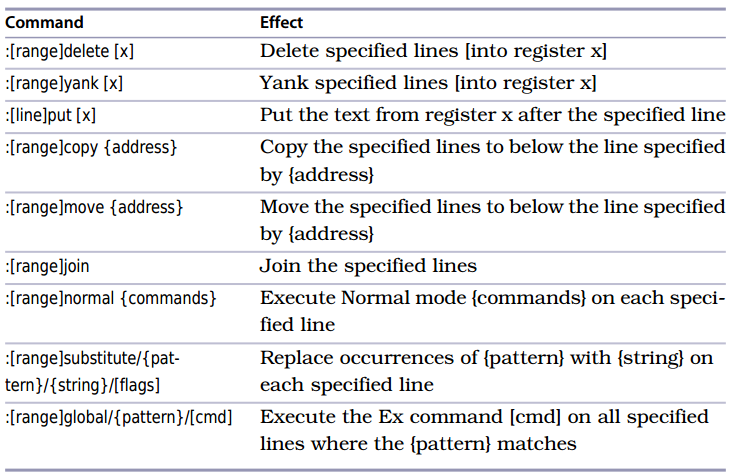 Command Effect
:[range]delete [x] Delete specified lines [into register x]
:[range]yank [x] Yank specified lines [into register x]
:[line]put [x] Put the text from register x after the specified line
:[range]copy {address} Copy the specified lines to below the line specified
by {address}
:[range]move {address} Move the specified lines to below the line specified
by {address}
:[range]join Join the specified lines
:[range]normal {commands} Execute Normal mode {commands} on each speci-
fied line
:[range]substitute/{pat- Replace occurrences of {pattern} with {string} on
tern}/{string}/[flags] each specified line
:[range]global/{pattern}/[cmd] Execute the Ex command [cmd] on all specified
lines where the {pattern} matches